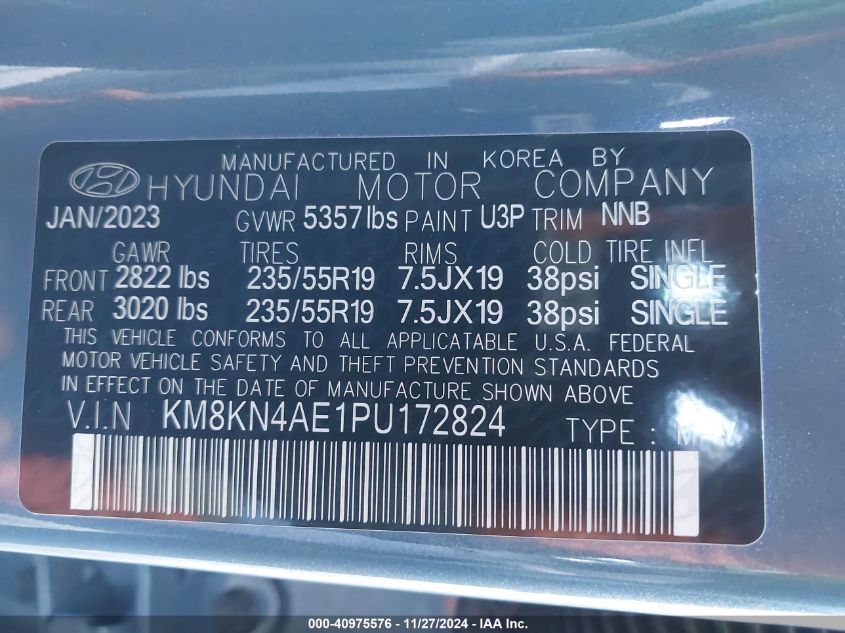 MANUFACTURED IN KOREA BY
HYUNDAI MOTOR COMPANY
JAN/2023 GVWR 5357 lbs PAINT U3P TRIM NNB
GAWR TIRES RIMS COLD TIRE INFL
FRONT 2822 lbs 235/55R19 7.5JX19 38psi SINGLE
REAR 3020 lbs 235/55R19 7.5JX19 38psi SINGLE
THIS VEHICLE CONFORMS TO ALL APPLICATABLE U.S.A. FEDERAL
MOTOR VEHICLE SAFETY AND THEFT PREVENTION STANDARDS
IN EFFECT ON THE DATE OF MANUFACTURE SHOWN ABOVE
V.I.N KM8KN4AE1PU172824 TYPE :
000-40975576 - 11/27/2024 - IAA Inc.